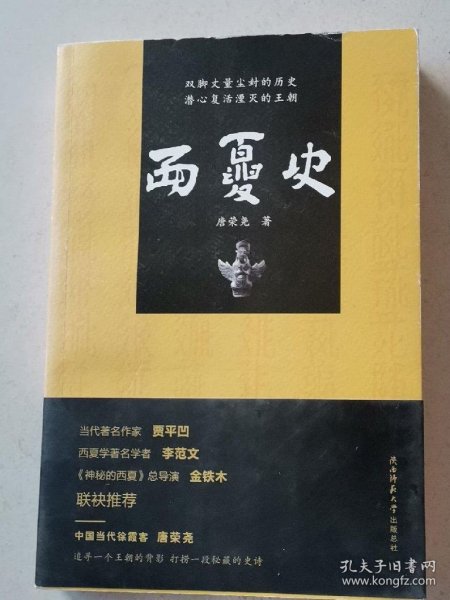 双脚丈量尘封的历史
潜心复活湮灭的王朝
西夏史
唐荣尧 著
当代著名作家 贾平凹
西夏学著名学者 李范文
《神秘的西夏》总导演 金铁木
联袂推荐
中国当代徐霞客 唐荣尧
追寻一个王朝的背影 打捞一段秘藏的史诗
陕西师范大学出版总社
孔夫子旧书网
www.kongfz.com